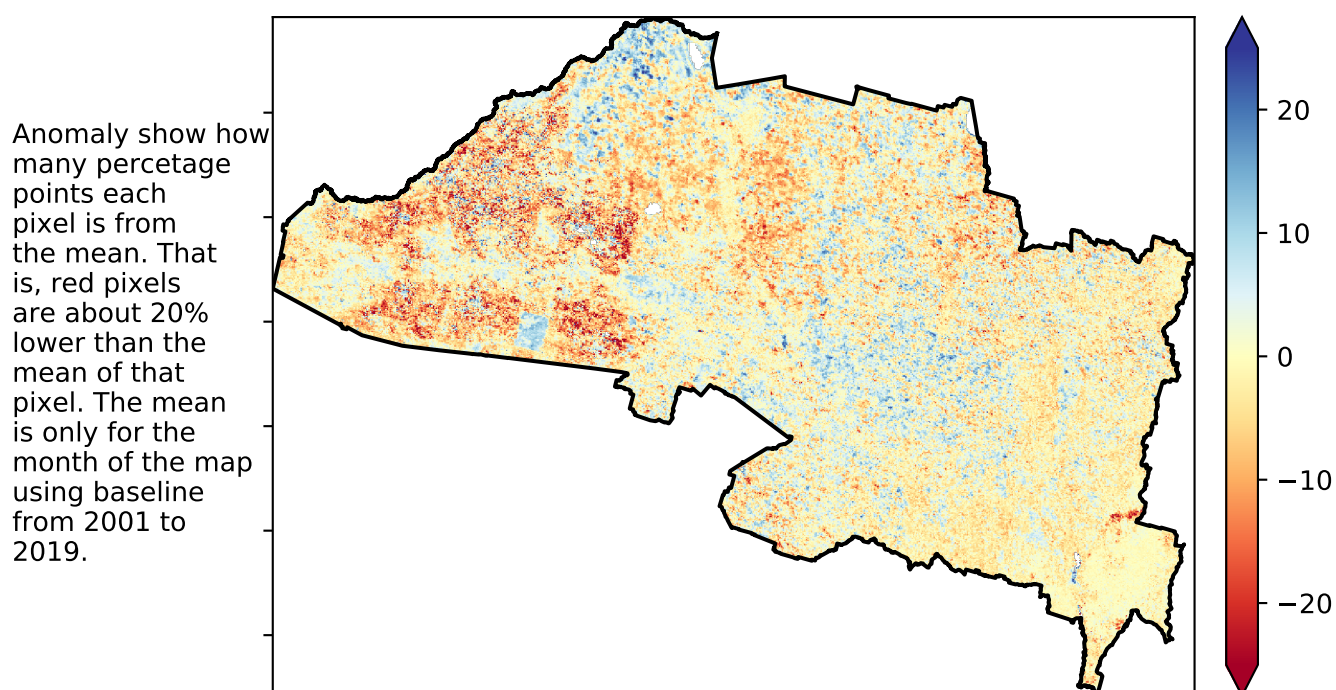 Anomaly show how
many percetage
points each
pixel is from
the mean. That
is, red pixels
are about 20%
lower than the
mean of that
pixel. The mean
is only for the
month of the map
using baseline
from 2001 to
2019.
20
10
0
−10
−20